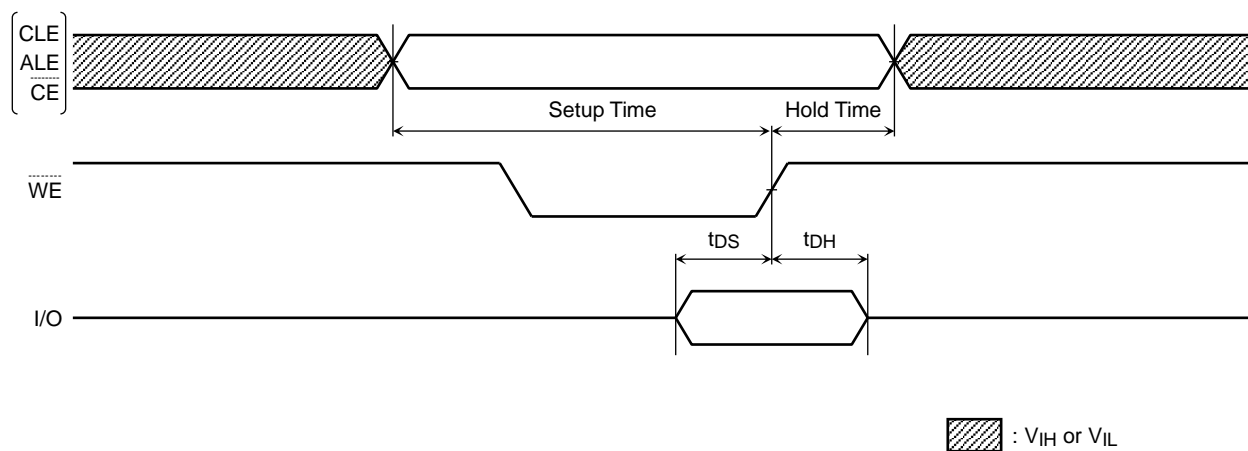 CLE
ALE
CE
Setup Time
Hold Time
WE
tDS
tDH
I/O
: VIH or VIL